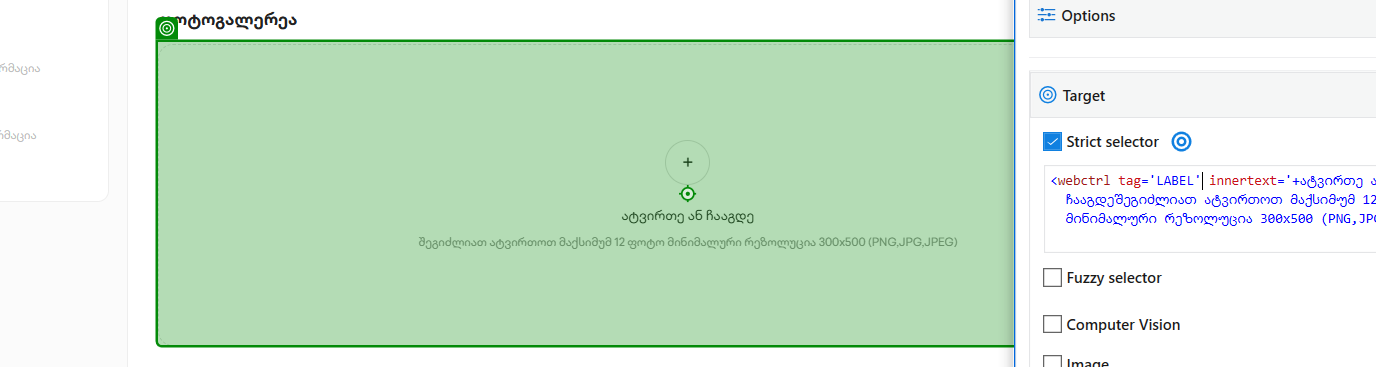 რმაცია
რმაცია
ოტოგალერეა
+
ატვირთე ან ჩააგდე
შეგიძლიათ ატვირთოთ მაქსიმუმ 12 ფოტო მინიმალური რეზოლუცია 300x500 (PNG,JPG,JPEG)
Options
Target
Strict selector
<webctrl tag='LABEL' innertext='+ატვირთე ა
ჩააგდეშეგიძლიათ ატვირთოთ მაქსიმუმ 12
მინიმალური რეზოლუცია 300x500 (PNG,JPG
Fuzzy selector
Computer Vision
Image